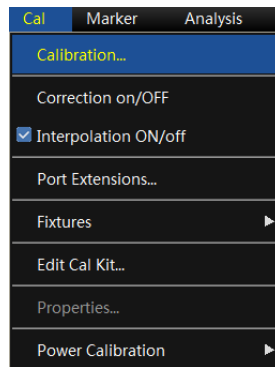 Cal Marker Analysis
Calibration...
Correction on/OFF
Interpolation ON/off
Port Extensions...
Fixtures
Edit Cal Kit...
Properties...
Power Calibration